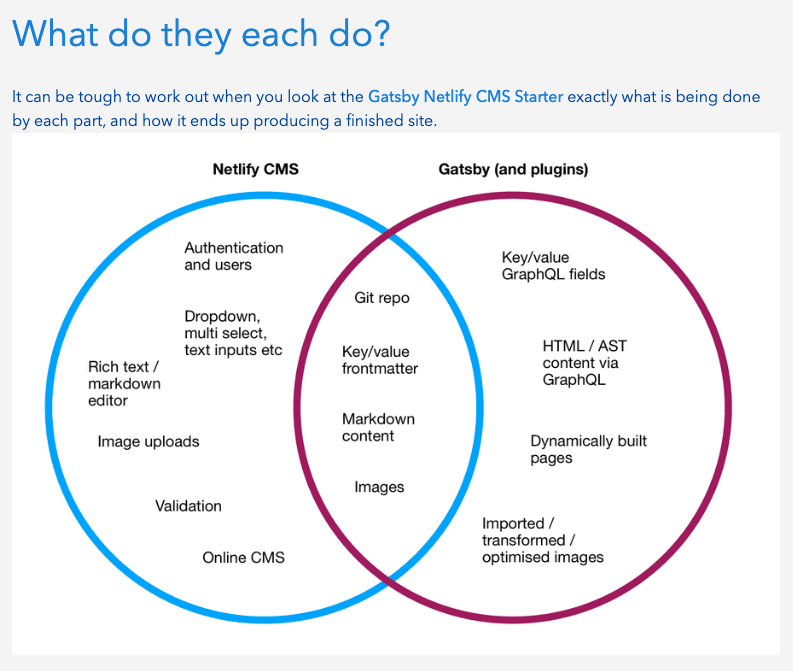 What do they each do?
It can be tough to work out when you look at the Gatsby Netlify CMS Starter exactly what is being done
by each part, and how it ends up producing a finished site.
Netlify CMS
Gatsby (and plugins)
Authentication
and users
Dropdown,
multi select,
text inputs etc
Rich text /
markdown
editor
Image uploads
Validation
Online CMS
Git repo
Key/value
frontmatter
Markdown
content
Images
Key/value
GraphQL fields
HTML / AST
content via
GraphQL
Dynamically built
pages
Imported /
transformed /
optimised images